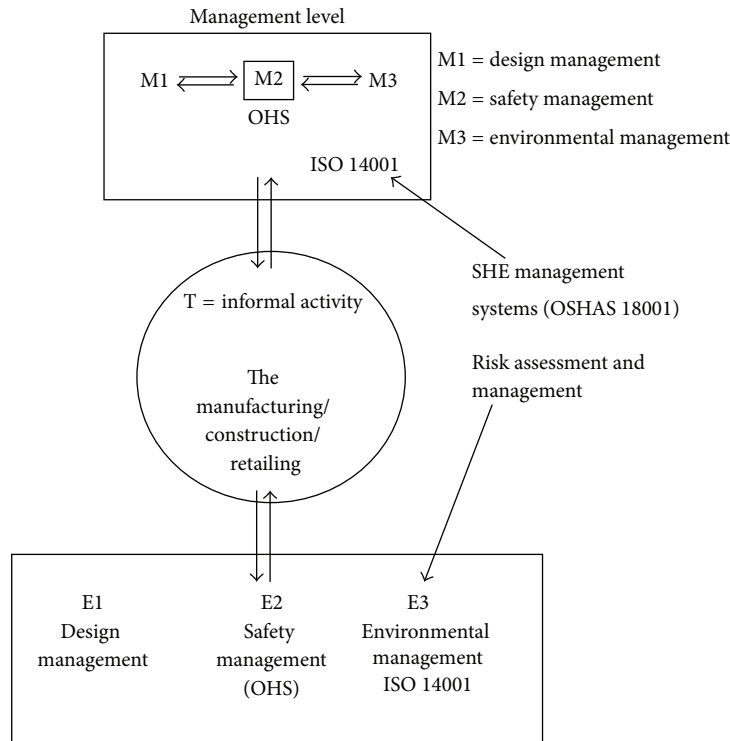 Management level
M1
M2
M3
OHS
ISO 14001
M1 = design management
M2 = safety management
M3 = environmental management
SHE management
systems (OSHAS 18001)
Risk assessment and
management
T = informal activity
The
manufacturing/
construction/
retailing
E1
Design
management
E2
Safety
management
(OHS)
E3
Environmental
management
ISO 14001